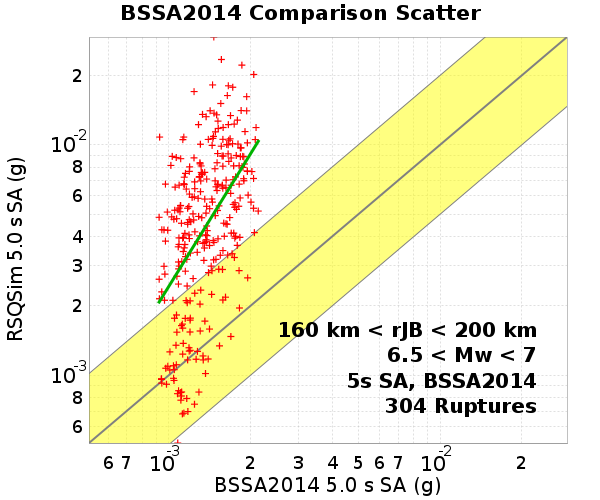 BSSA2014 Comparison Scatter
RSQSim 5.0 s SA (g)
2
10-2
8
6
4
3
2
10-3
8
6
160 km < rJB < 200 km
6.5 < Mw < 7
5s SA, BSSA2014
304 Ruptures
6 7 10-3 2 3 4 5 6 7 10-2 2
BSSA2014 5.0 s SA (g)